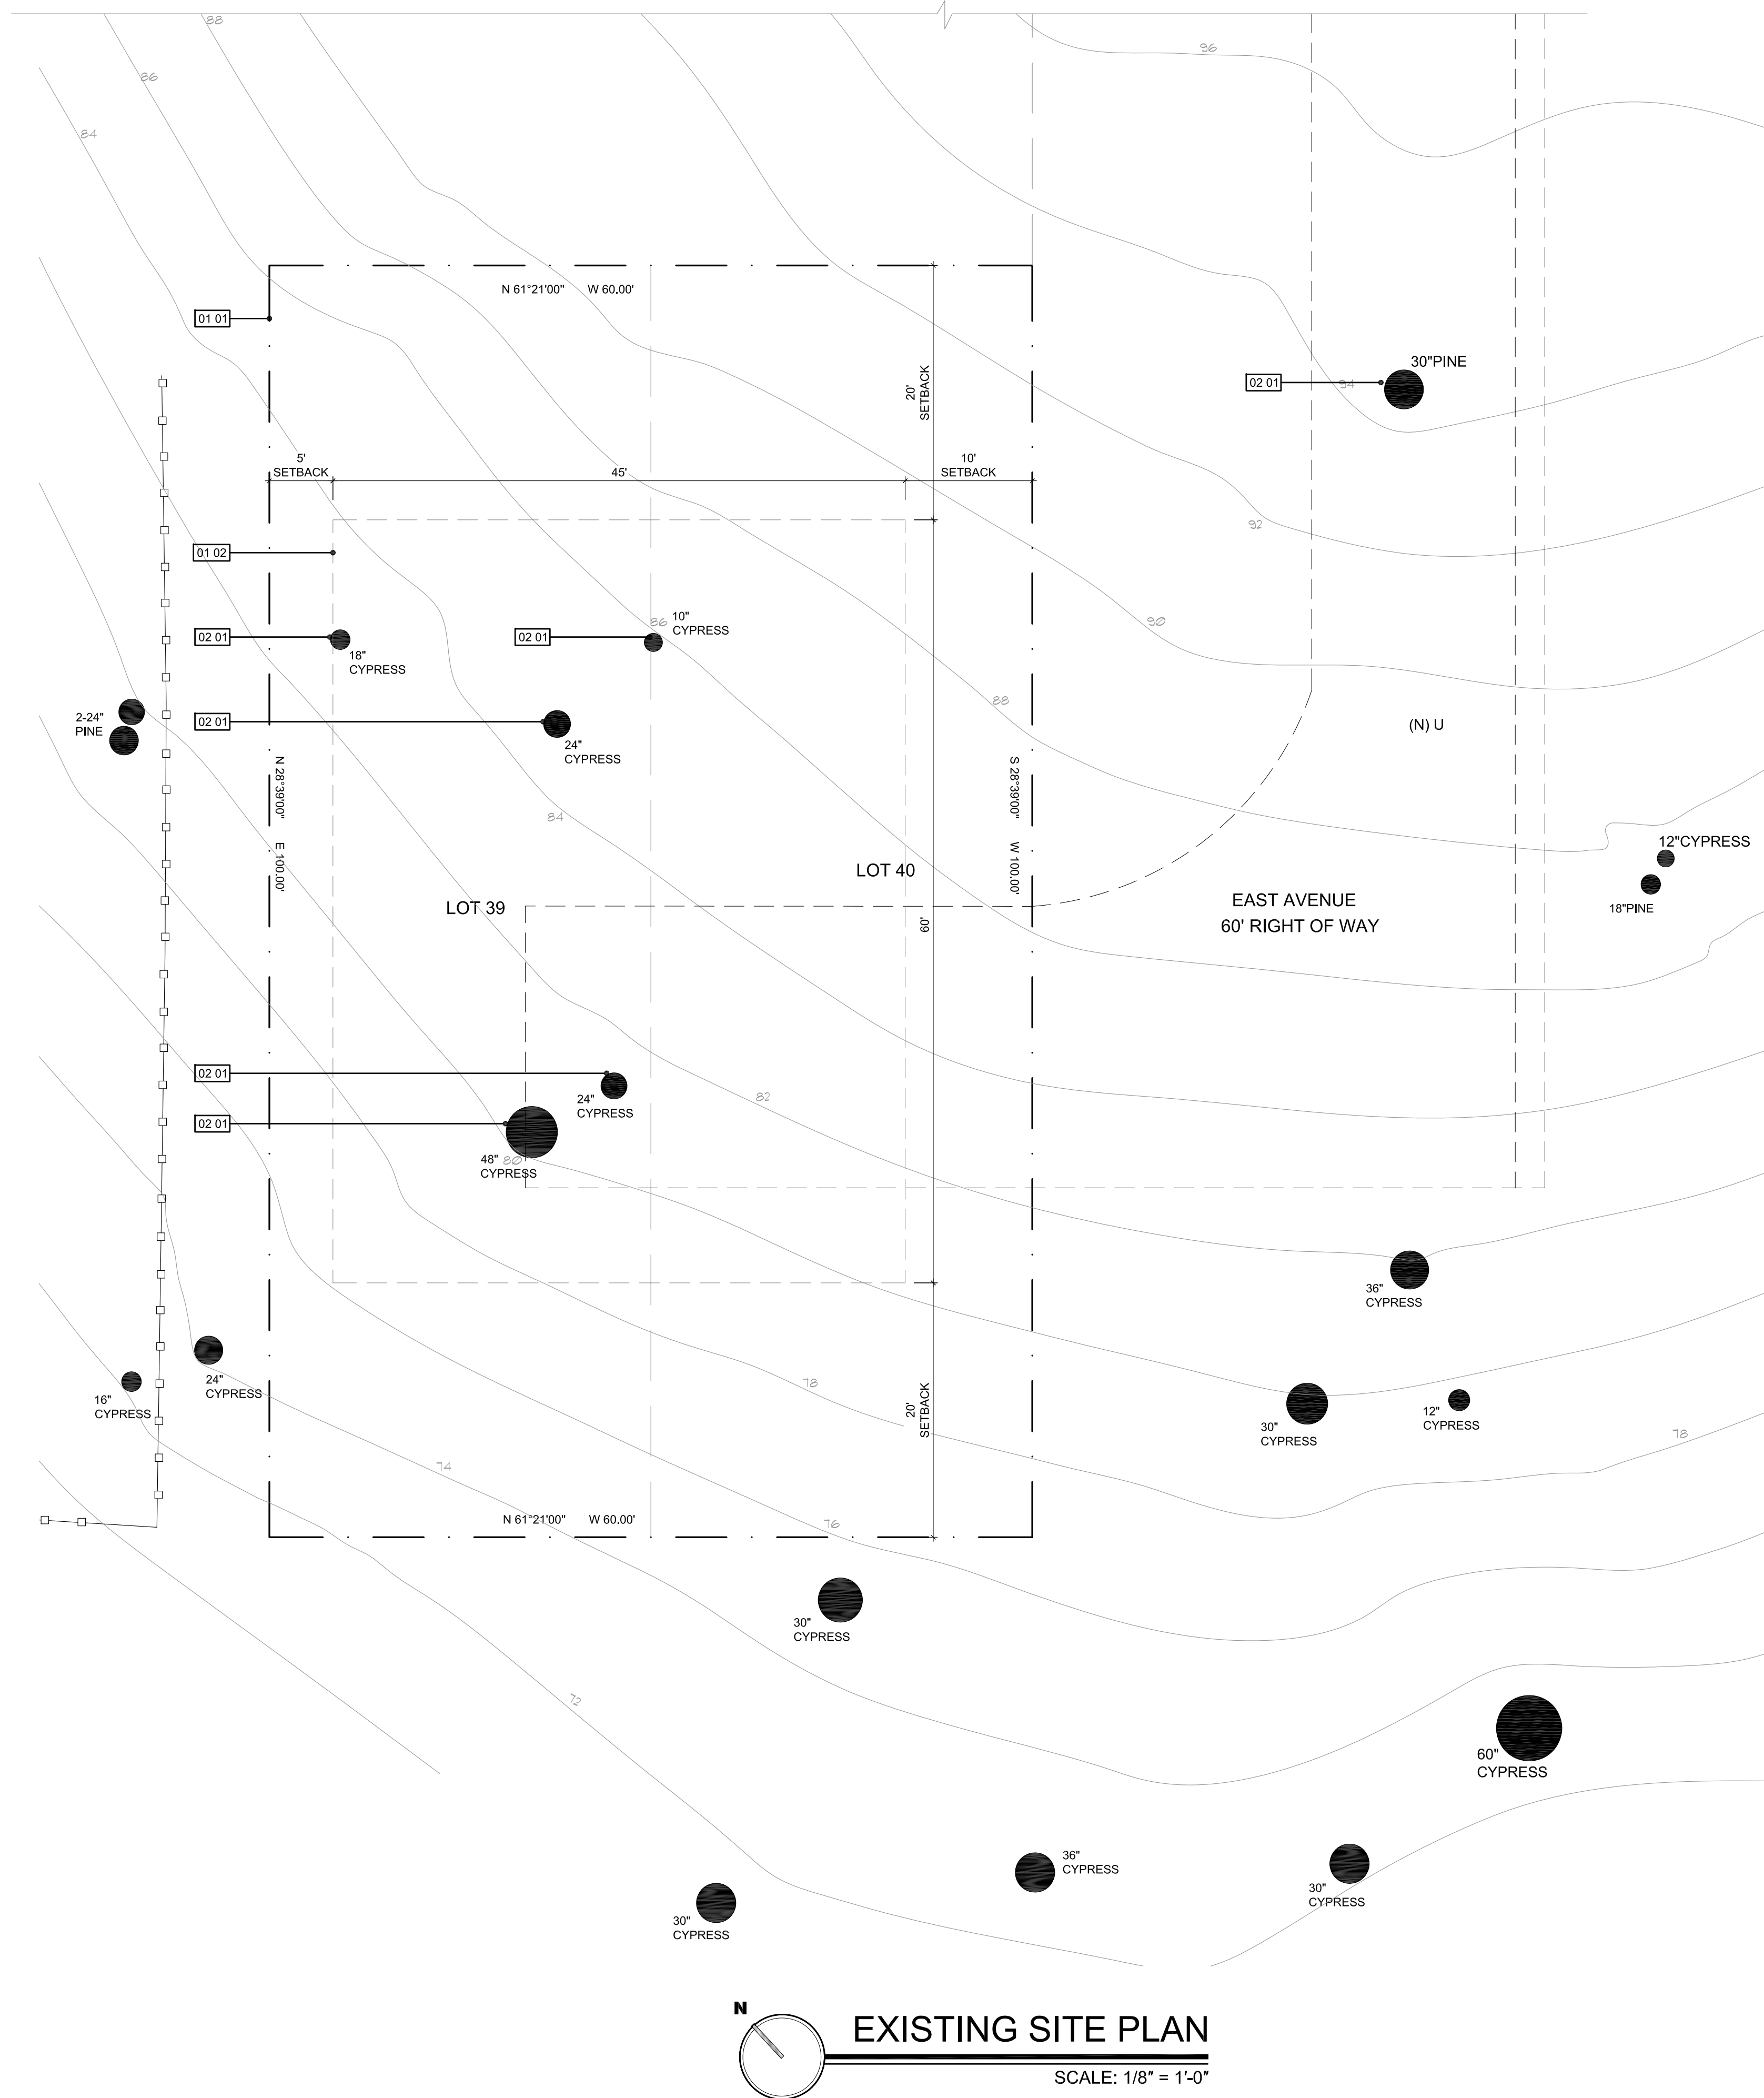 88
96
86
84
N 61°21'00" W 60.00'
01 01
30"PINE
02 01
94
20'
SETBACK
5'
SETBACK
45'
10'
SETBACK
92
01 02
10"
CYPRESS
86
90
02 01
02 01
18"
CYPRESS
88
2-24"
PINE
02 01
24"
CYPRESS
(N) U
N 28°39'00" E 100.00'
S 28°39'00" W 100.00'
84
12"CYPRESS
LOT 40
LOT 39
EAST AVENUE
60' RIGHT OF WAY
18"PINE
60'
02 01
24"
CYPRESS
82
02 01
48"
CYPRESS
80
36"
CYPRESS
24"
CYPRESS
16"
CYPRESS
78
20'
SETBACK
30"
CYPRESS
12"
CYPRESS
78
74
N 61°21'00" W 60.00'
76
30"
CYPRESS
72
60"
CYPRESS
36"
CYPRESS
30"
CYPRESS
30"
CYPRESS
N
EXISTING SITE PLAN
SCALE: 1/8" = 1'-0"